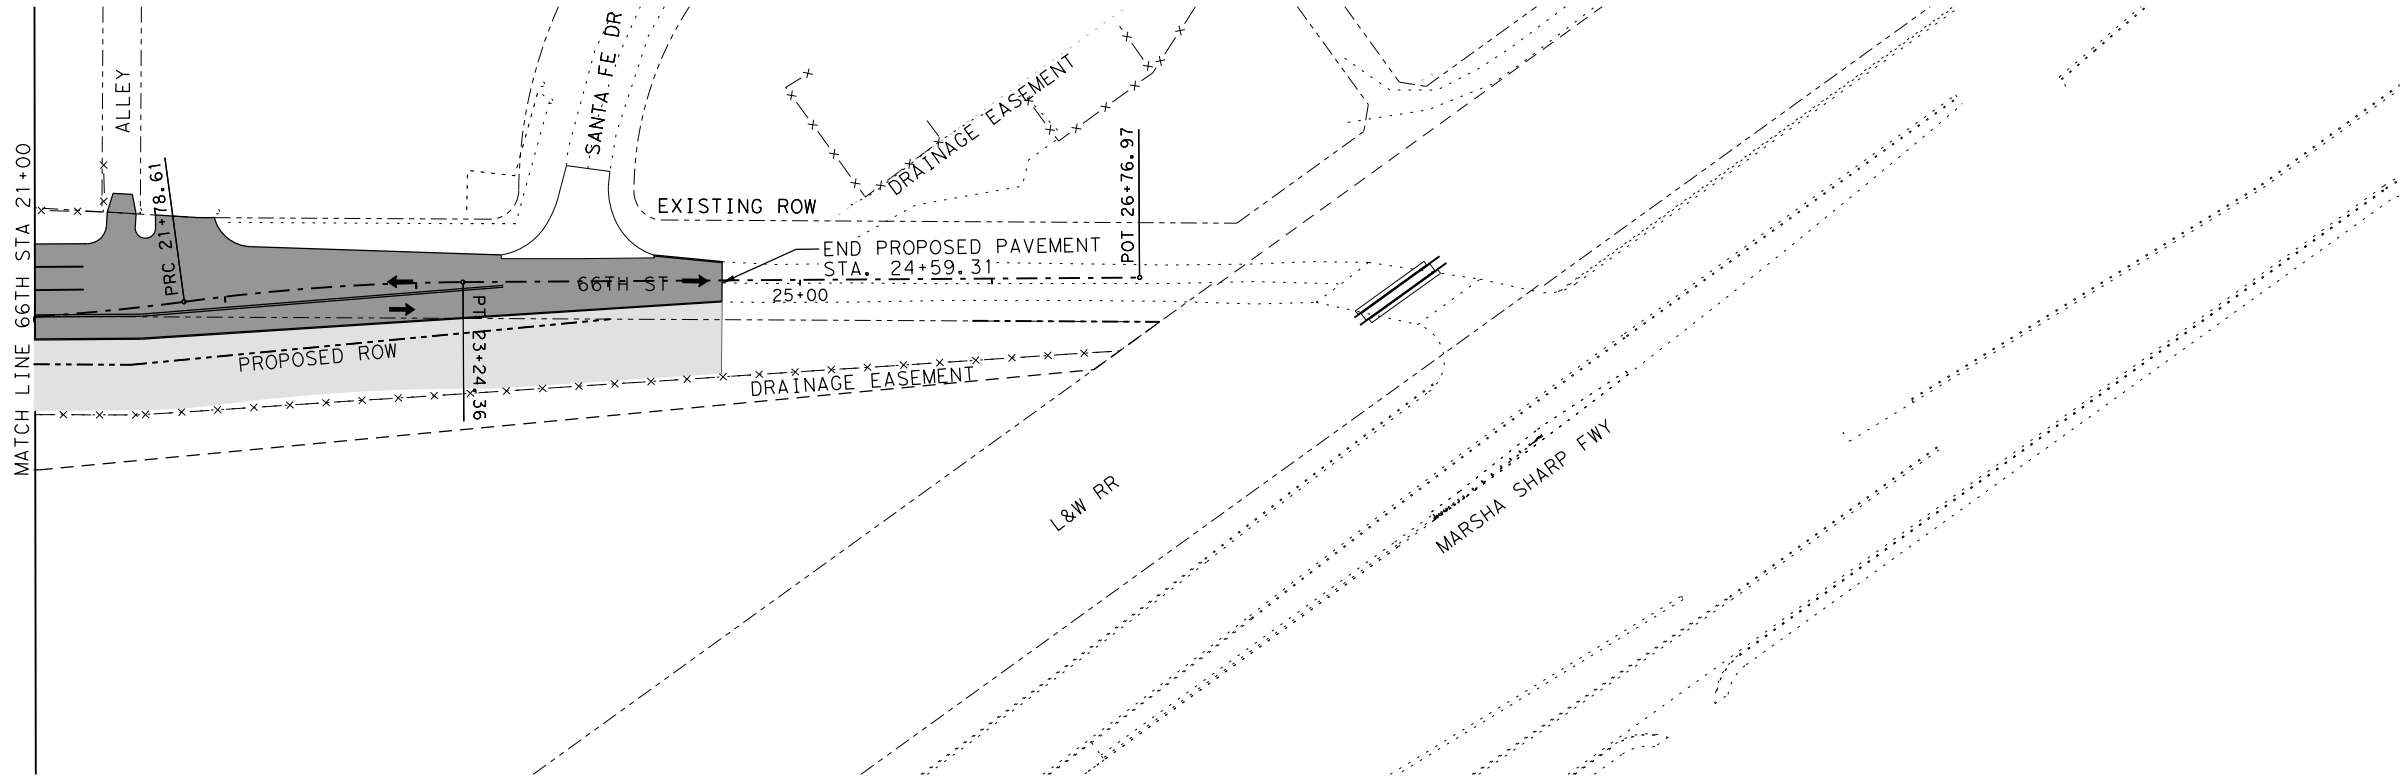 MATCH LINE 66TH STA 21+00
ALLEY
PRC 21+78.61
SANTA FE DR
DRAINAGE EASEMENT
EXISTING ROW
POT 26+76.97
END PROPOSED PAVEMENT
STA. 24+59.31
66TH ST
25+00
PT 23+24.36
PROPOSED ROW
DRAINAGE EASEMENT
L&W RR
MARSHA SHARP FWY